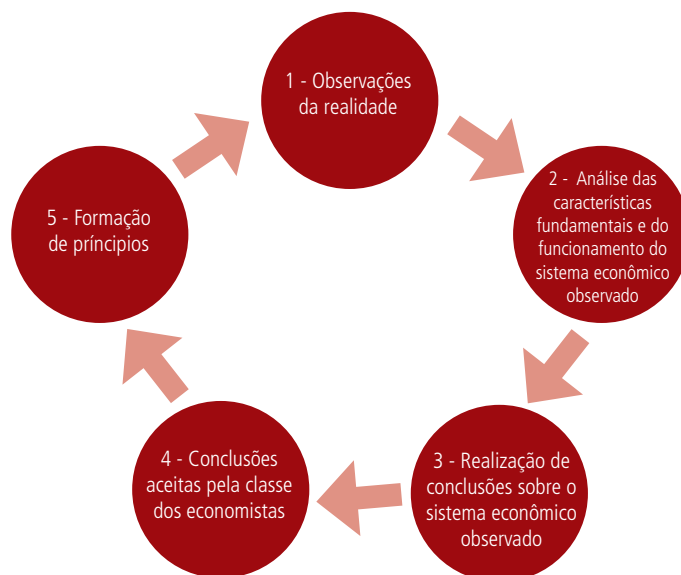 1 - Observações
da realidade
2 - Análise das
características
fundamentais e do
funcionamento do
sistema econômico
observado
3 - Realização de
conclusões sobre o
sistema econômico
observado
4 - Conclusões
aceitas pela classe
dos economistas
5 - Formação
de príncipios